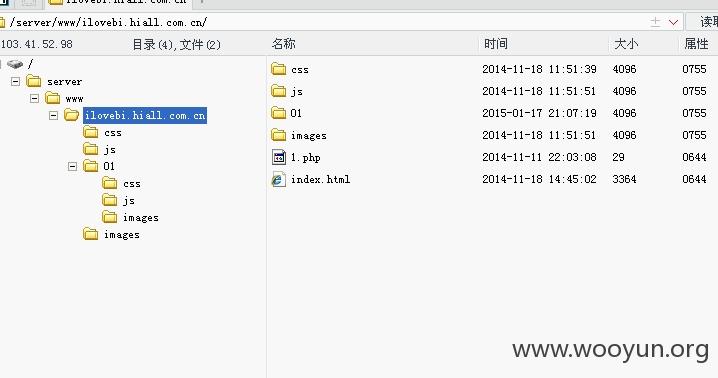 ilovebi.hiall.com.cn
/server/www/ilovebi.hiall.com.cn/
103.41.52.98 目录(4),文件(2) 名称 时间 大小 属性
/
server
www
ilovebi.hiall.com.cn
css
js
01
css
js
images
images
css 2014-11-18 11:51:39 4096 0755
js 2014-11-18 11:51:51 4096 0755
01 2015-01-17 21:07:19 4096 0755
images 2014-11-18 11:51:51 4096 0755
1.php 2014-11-11 22:03:08 29 0644
index.html 2014-11-18 14:45:02 3364 0644
www.wooyun.org